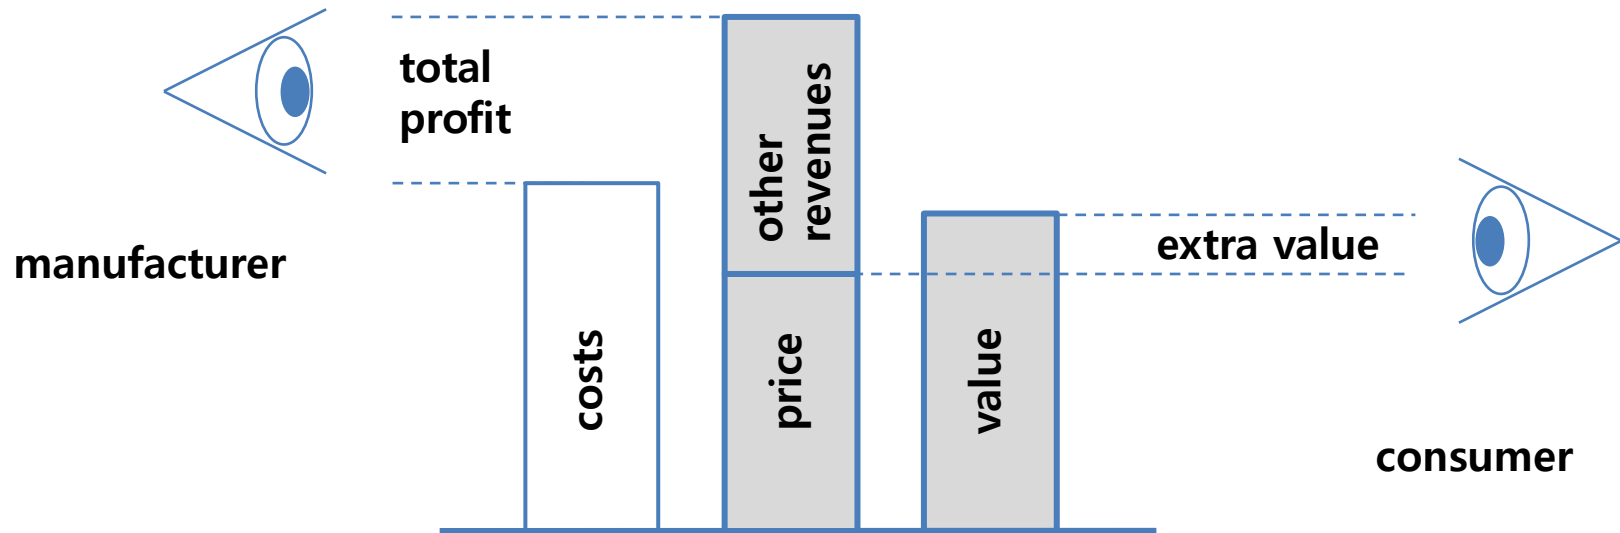 total
profit
manufacturer
costs
other
revenues
price
value
extra value
consumer